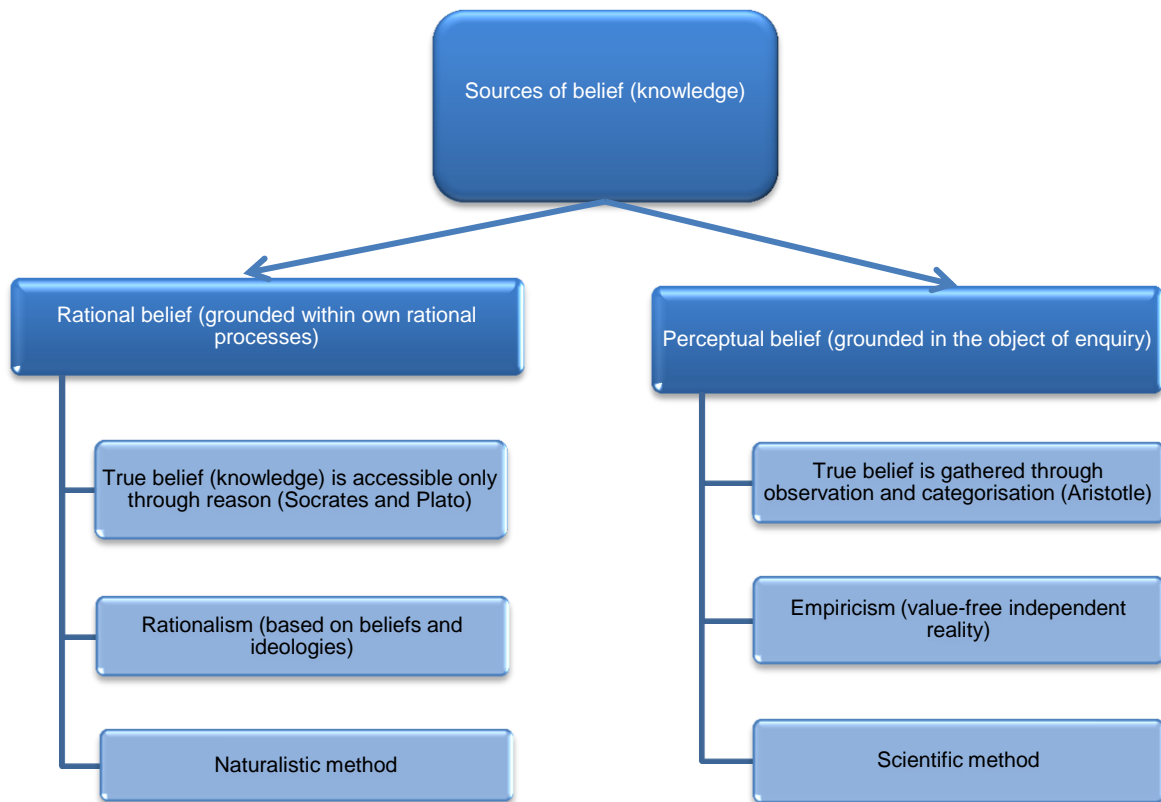 Sources of belief (knowledge)
Rational belief (grounded within own rational
processes)
True belief (knowledge) is accessible only
through reason (Socrates and Plato)
Rationalism (based on beliefs and
ideologies)
Naturalistic method
Perceptual belief (grounded in the object of enquiry)
True belief is gathered through
observation and categorisation (Aristotle)
Empiricism (value-free independent
reality)
Scientific method